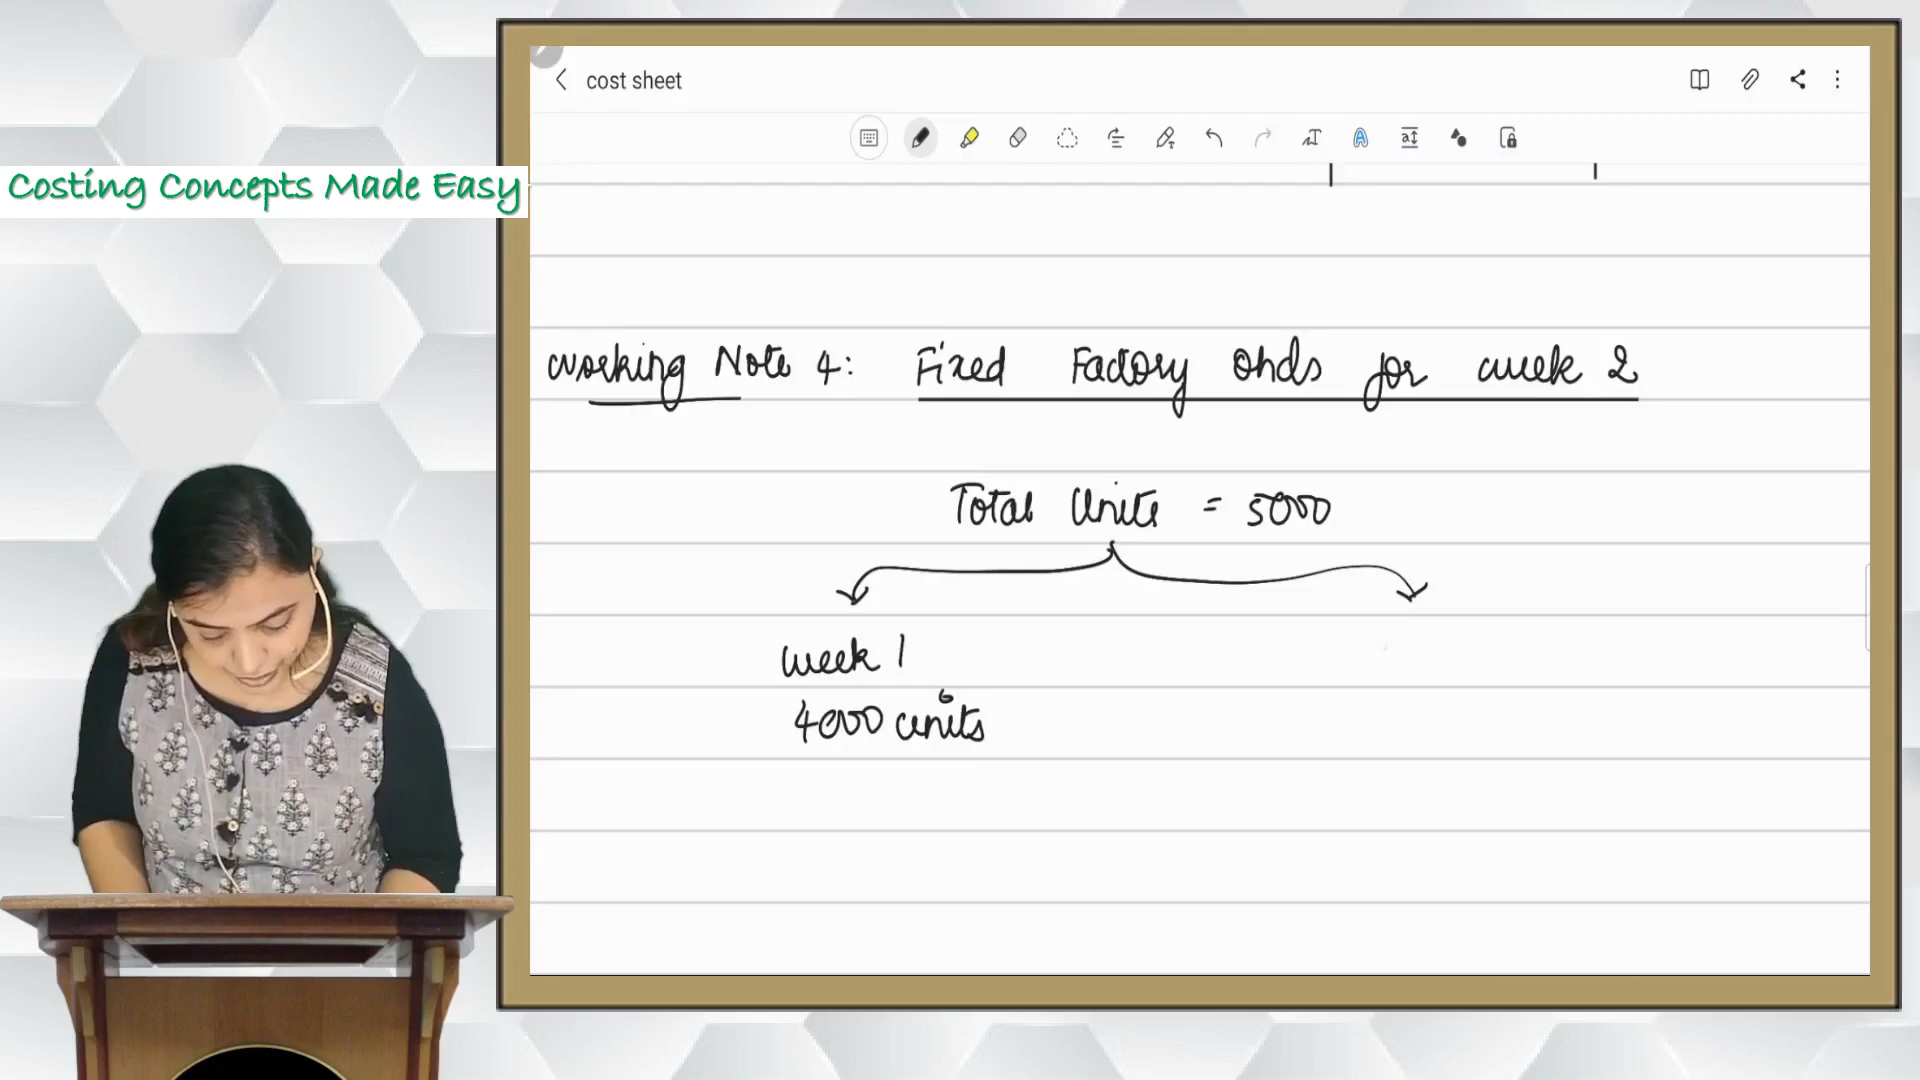 cost sheet
Costing Concepts Made Easy
Working Note 4: Fixed Factory ohds for week 2
Total Units = 5000
week 1
4000 units